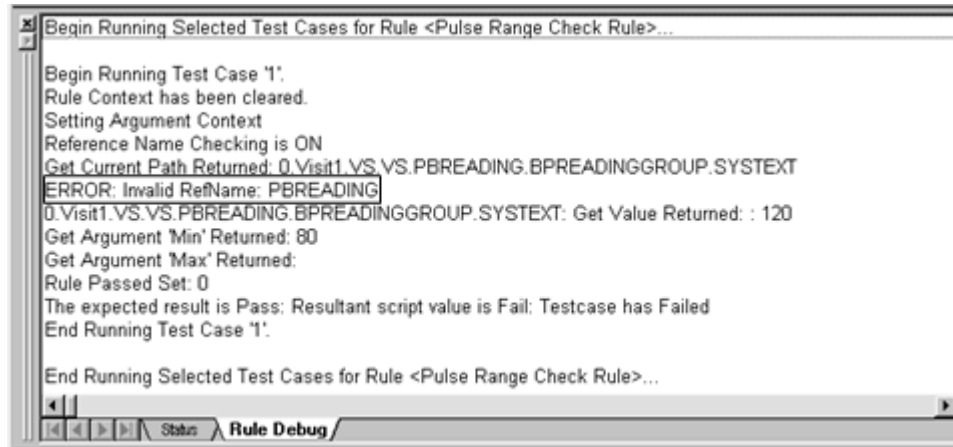 Begin Running Selected Test Cases for Rule <Pulse Range Check Rule>...
Begin Running Test Case '1'.
Rule Context has been cleared.
Setting Argument Context
Reference Name Checking is ON
Get Current Path Returned: 0.Visit1.VS.VS.PBREADING.BPREADINGGROUP.SYSTEXT
ERROR: Invalid RefName: PBREADING
0.Visit1.VS.VS.PBREADING.BPREADINGGROUP.SYSTEXT: Get Value Returned: : 120
Get Argument 'Min' Returned: 80
Get Argument 'Max' Returned:
Rule Passed Set: 0
The expected result is Pass: Resultant script value is Fail: Testcase has Failed
End Running Test Case '1'.
End Running Selected Test Cases for Rule <Pulse Range Check Rule>...
Status Rule Debug